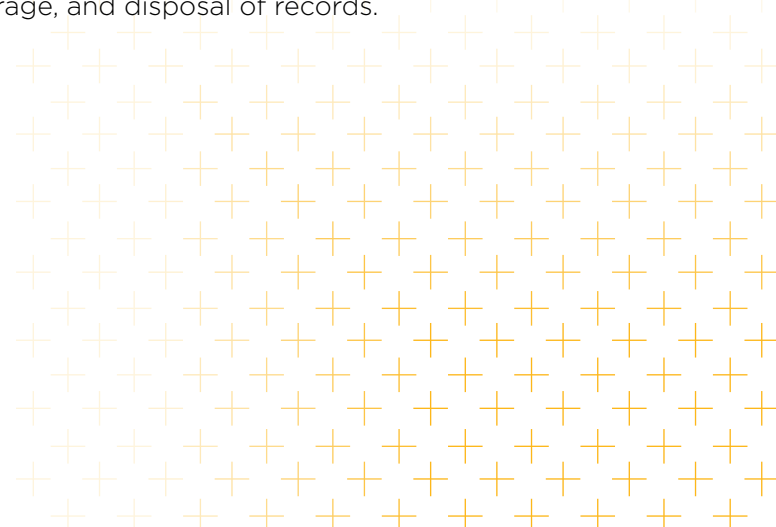 rage, and disposal of records.